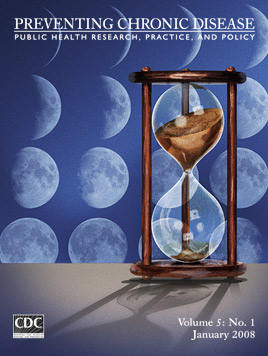 PREVENTING CHRONIC DISEASE
PUBLIC HEALTH RESEARCH, PRACTICE, AND POLICY
Volume 5: No. 1
January 2008
CDC